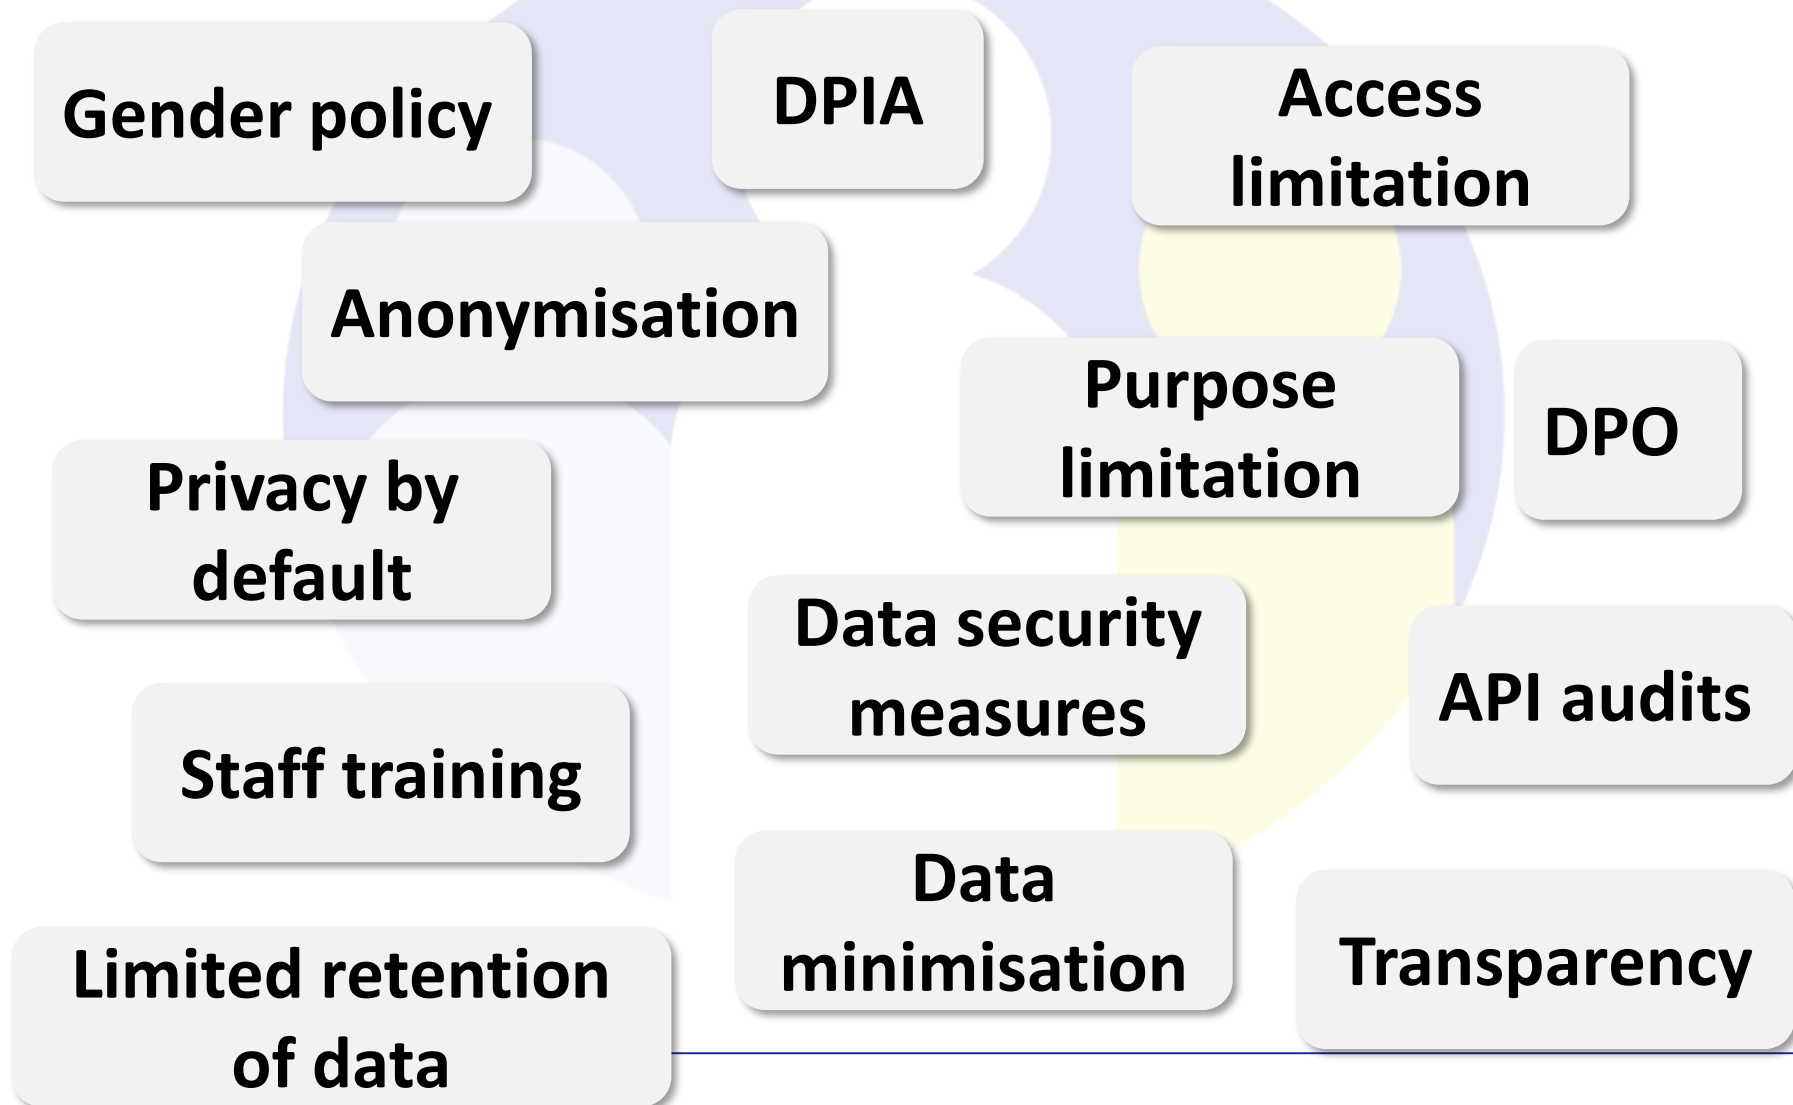 Gender policy
DPIA
Access
limitation
Anonymisation
Purpose
limitation
DPO
Privacy by
default
Data security
measures
API audits
Staff training
Data
minimisation
Transparency
Limited retention
of data